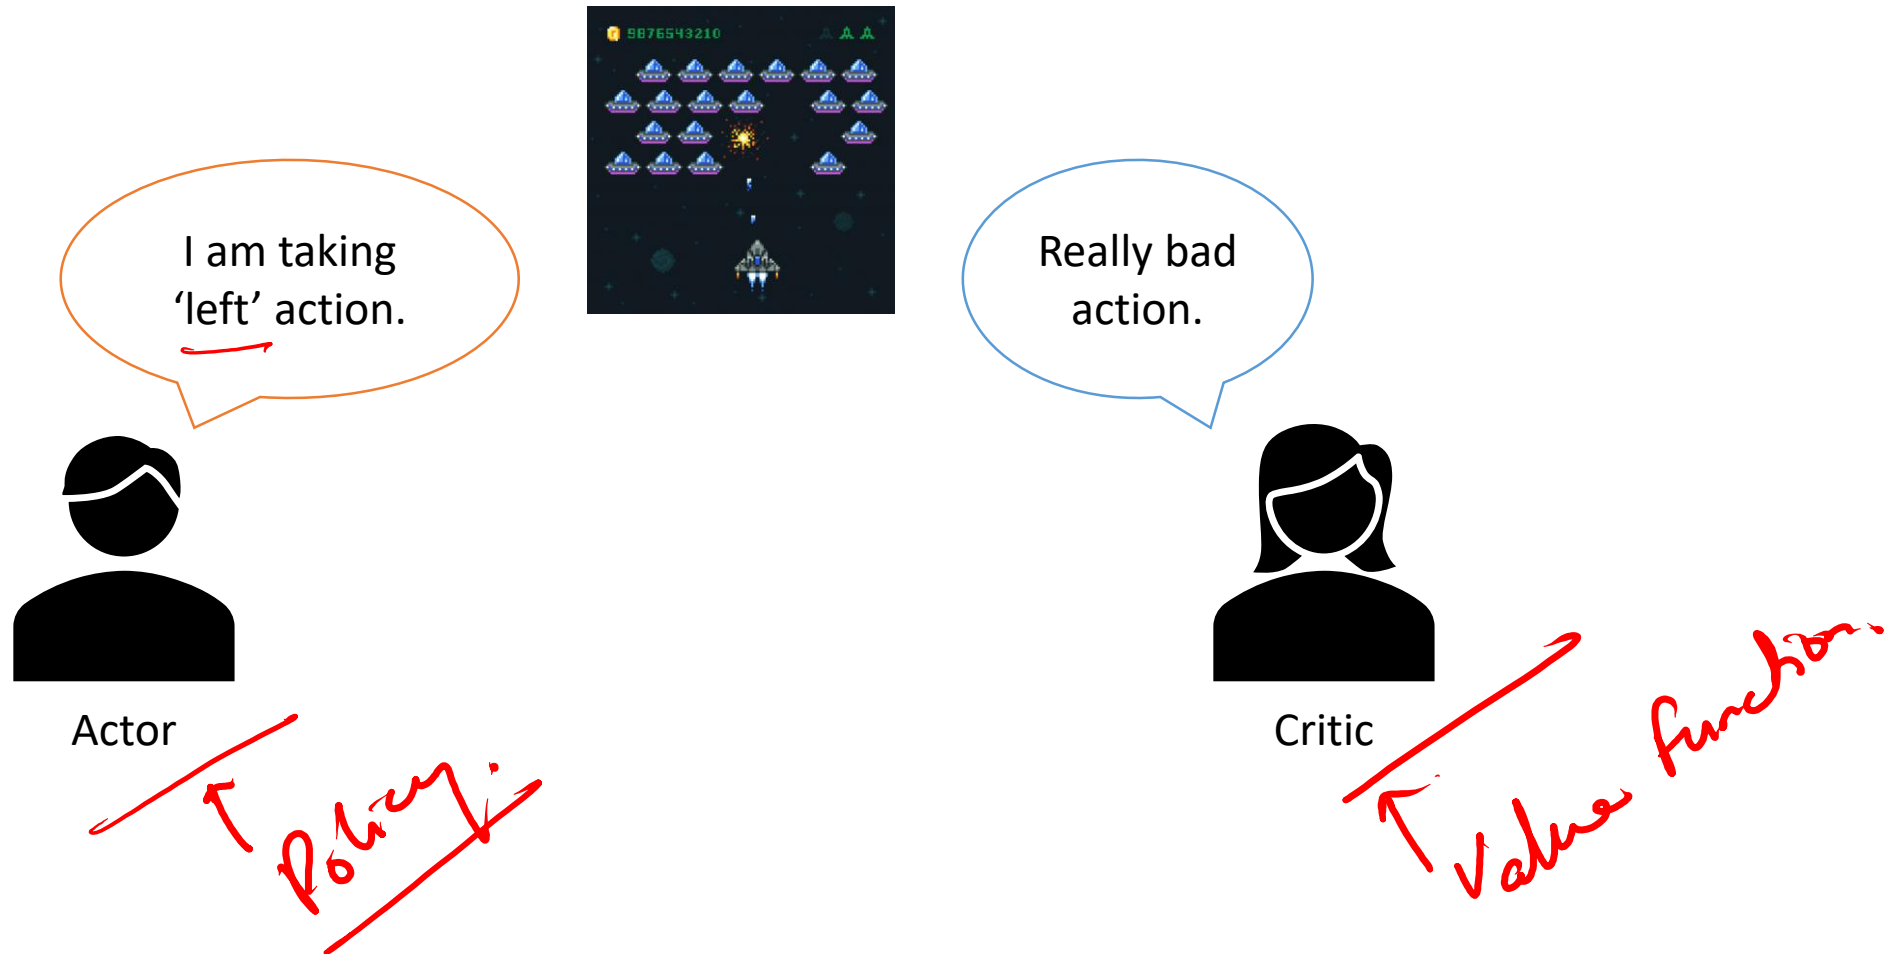 9876543210
I am taking
‘left’ action.
Really bad
action.
Actor
Critic
Policy.
Value function.